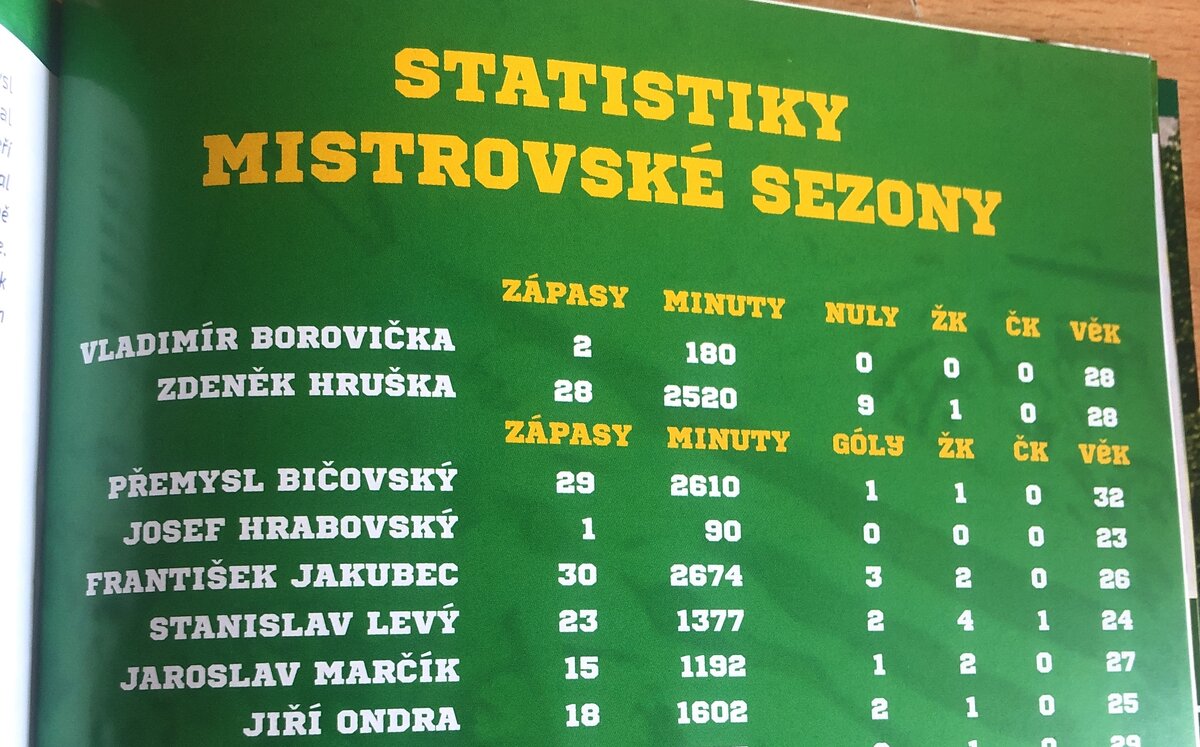 STATISTIKY
MISTROVSKÉ SEZONY
ZÁPASY MINUTY NULY ŽK ČK VĚK
VLADIMÍR BOROVIČKA 2 180 0 0 0 28
ZDENĚK HRUŠKA 28 2520 9 1 0 28
ZÁPASY MINUTY GÓLY ŽK ČK VĚK
PŘEMYSL BIČOVSKÝ 29 2610 1 1 0 32
JOSEF HRABOVSKÝ 1 90 0 0 0 23
FRANTIŠEK JAKUBEC 30 2674 3 2 0 26
STANISLAV LEVÝ 23 1377 2 4 1 24
JAROSLAV MARČÍK 15 1192 1 2 0 27
JIŘÍ ONDRA 18 1602 2 1 0 25